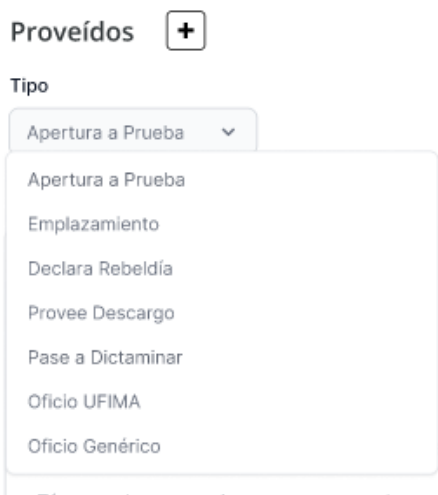 Proveídos +
Tipo
Apertura a Prueba
Apertura a Prueba
Emplazamiento
Declara Rebeldía
Provee Descargo
Pase a Dictaminar
Oficio UFIMA
Oficio Genérico